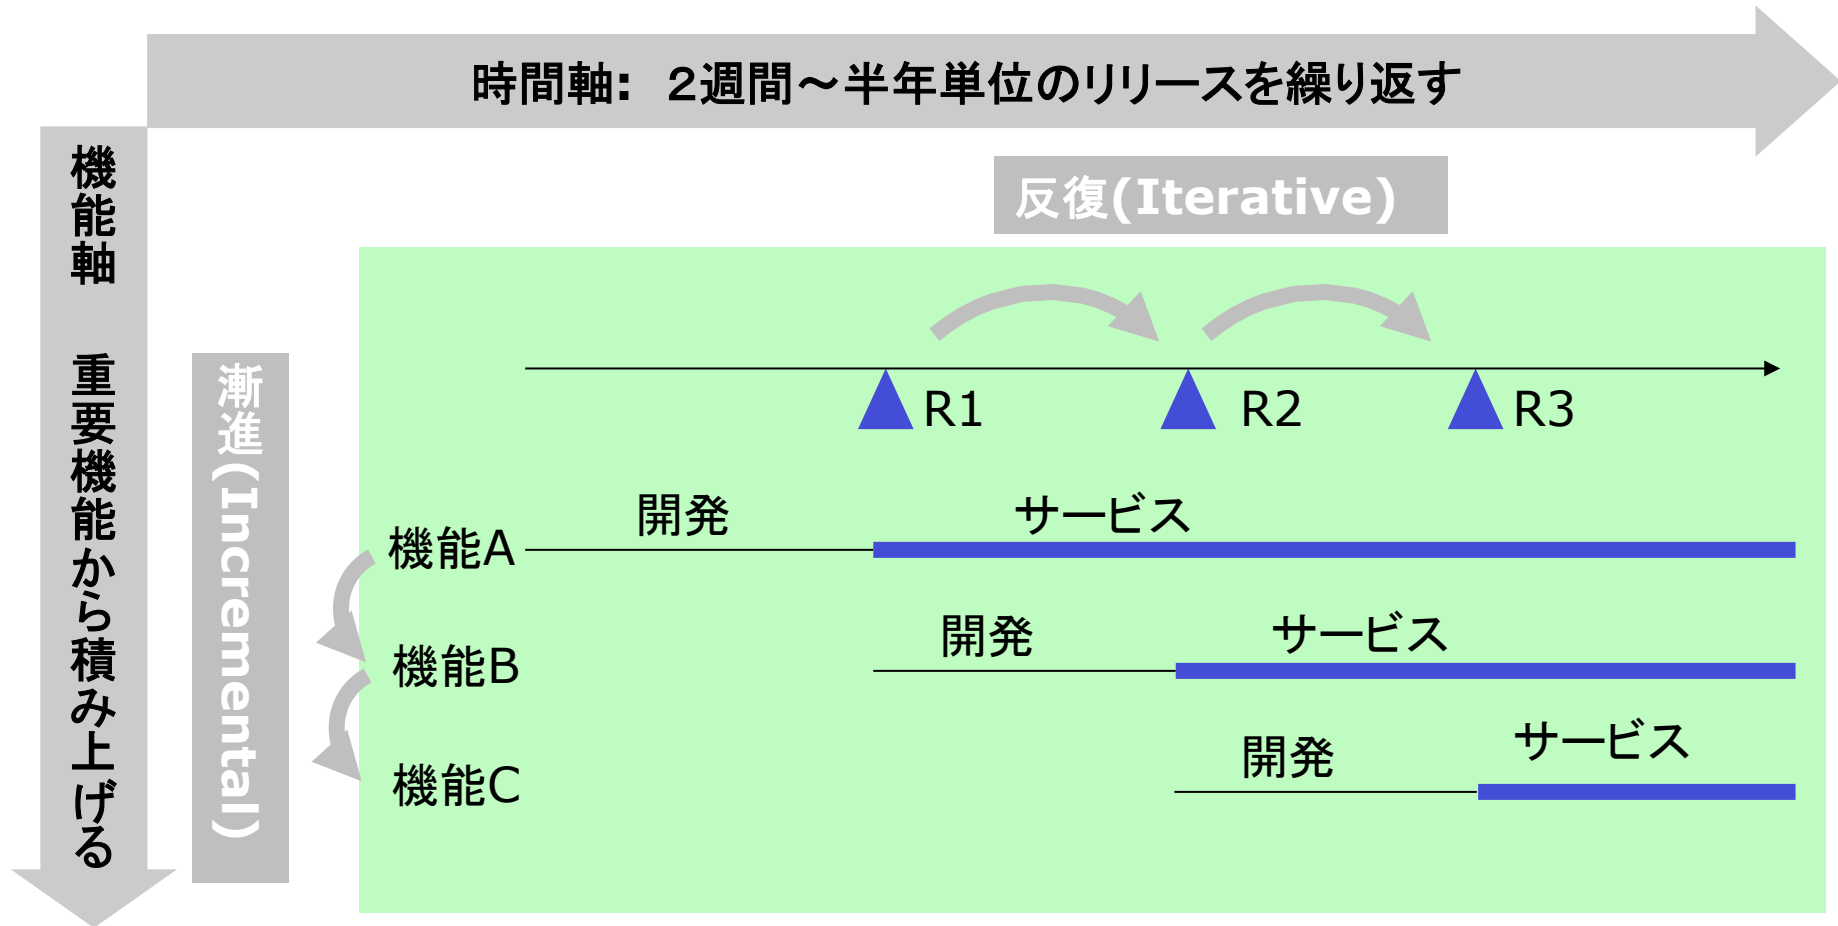 時間軸: ２週間～半年単位のリリースを繰り返す
機能軸 重要機能から積み上げる
反復(Iterative)
漸進(Incremental)
R1
R2
R3
開発
サービス
機能A
開発
サービス
機能B
開発
サービス
機能C